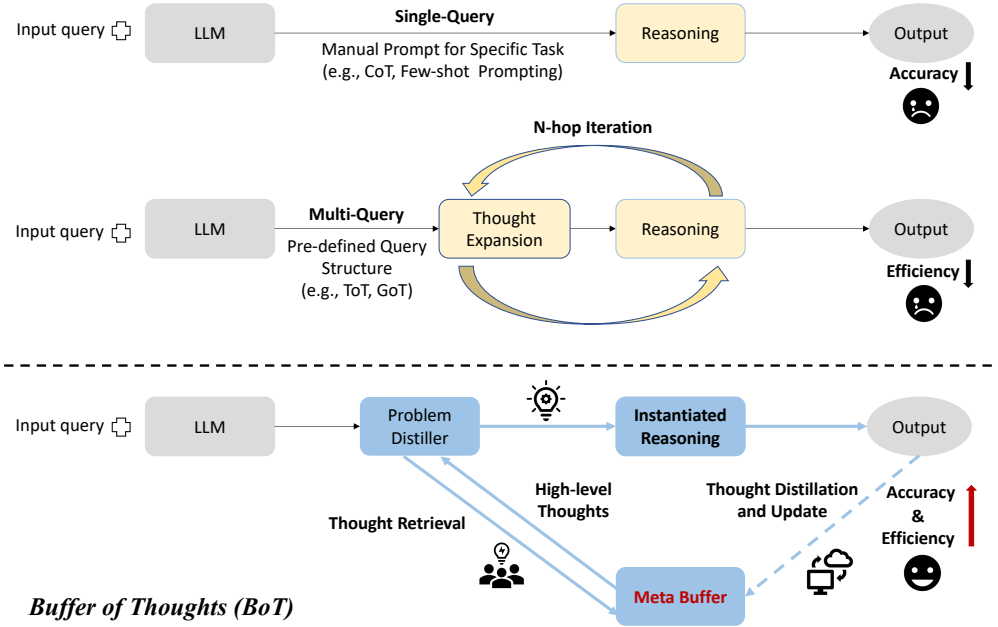 Input query
LLM
Single-Query
Manual Prompt for Specific Task
(e.g., CoT, Few-shot Prompting)
Reasoning
Output
Accuracy
N-hop Iteration
Input query
LLM
Multi-Query
Pre-defined Query
Structure
(e.g., ToT, GoT)
Thought
Expansion
Reasoning
Output
Efficiency
Input query
LLM
Problem
Distiller
Instantiated
Reasoning
Output
Thought Retrieval
High-level
Thoughts
Thought Distillation
and Update
Accuracy
&
Efficiency
Meta Buffer
Buffer of Thoughts (BoT)